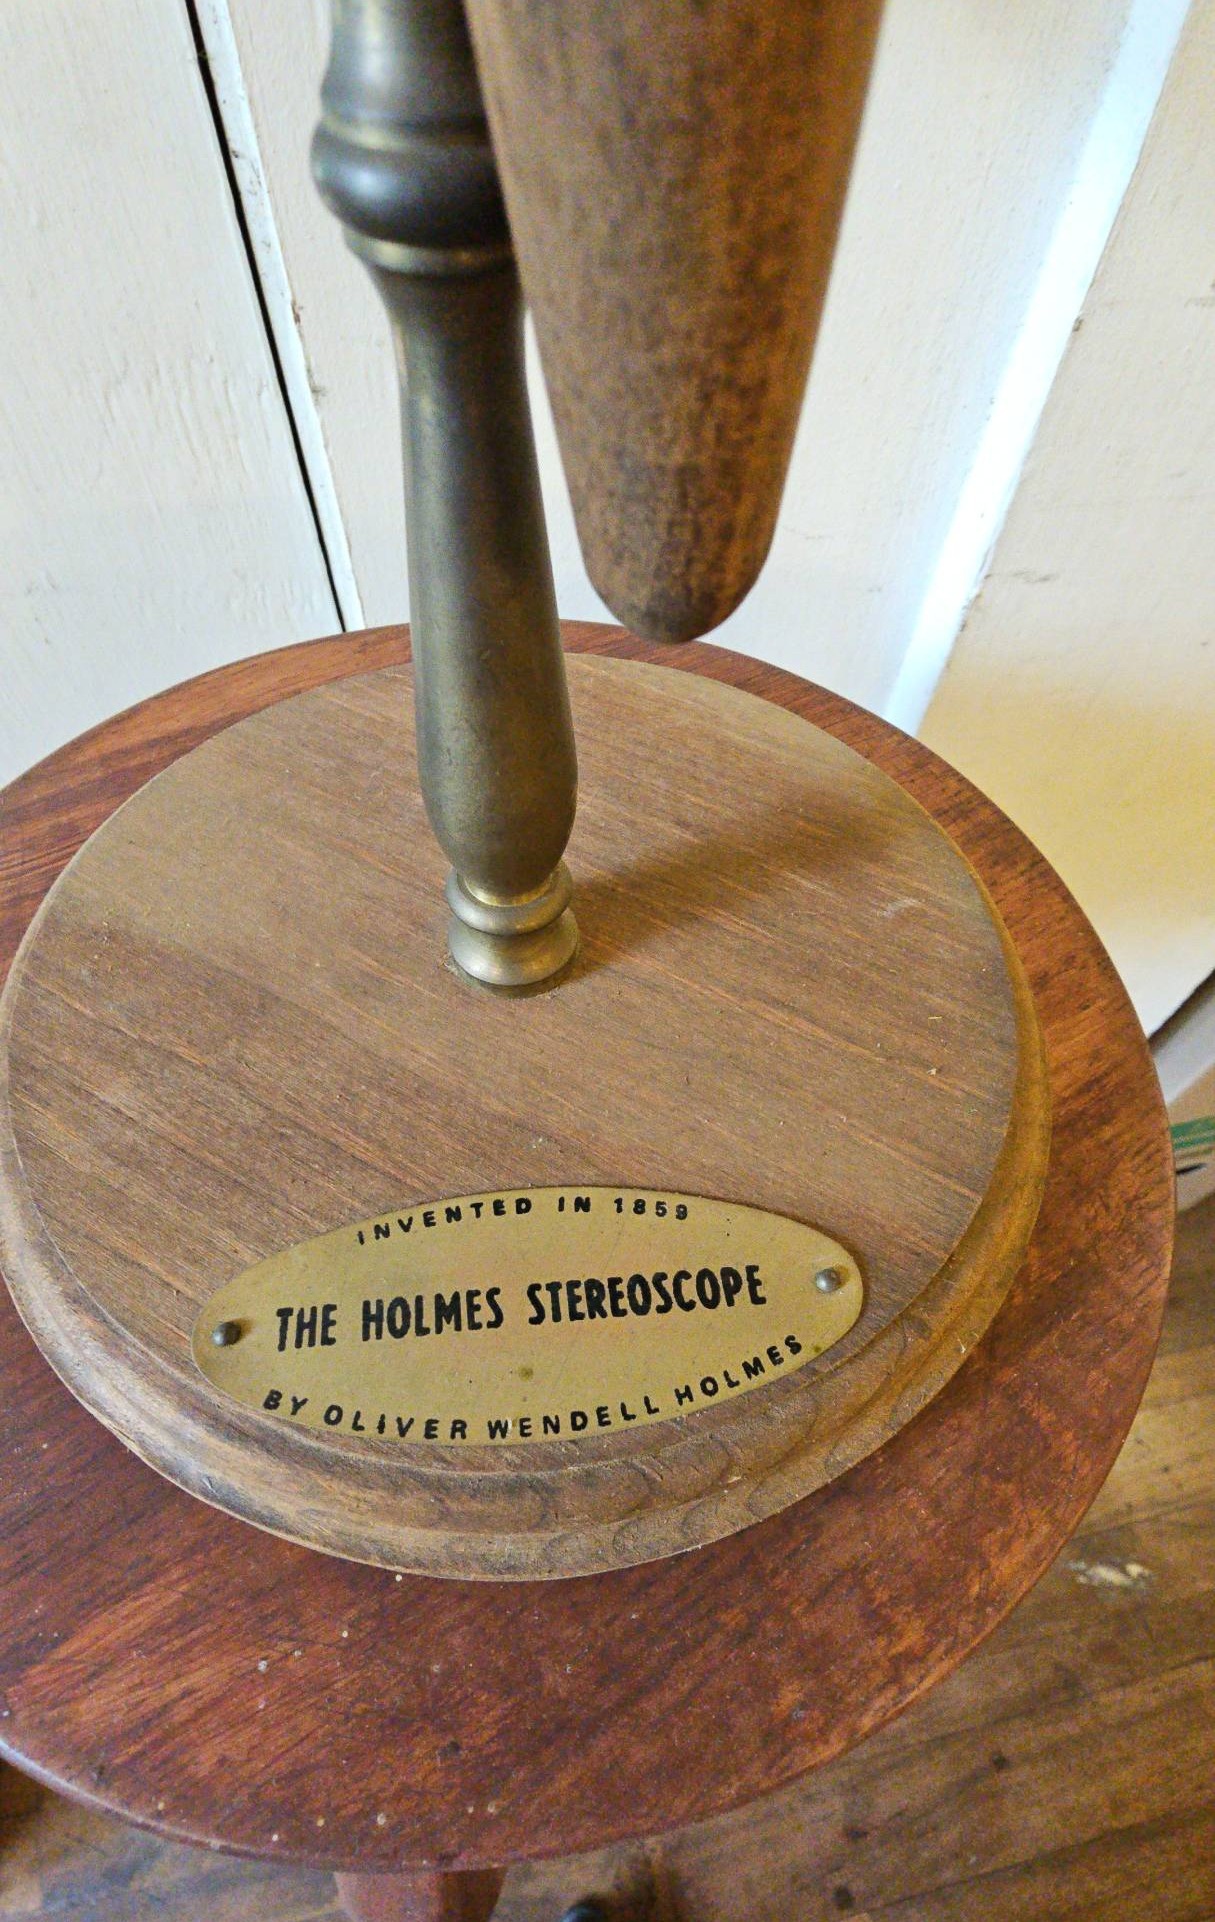 INVENTED IN 1859
THE HOLMES STEREOSCOPE
BY OLIVER WENDELL HOLMES